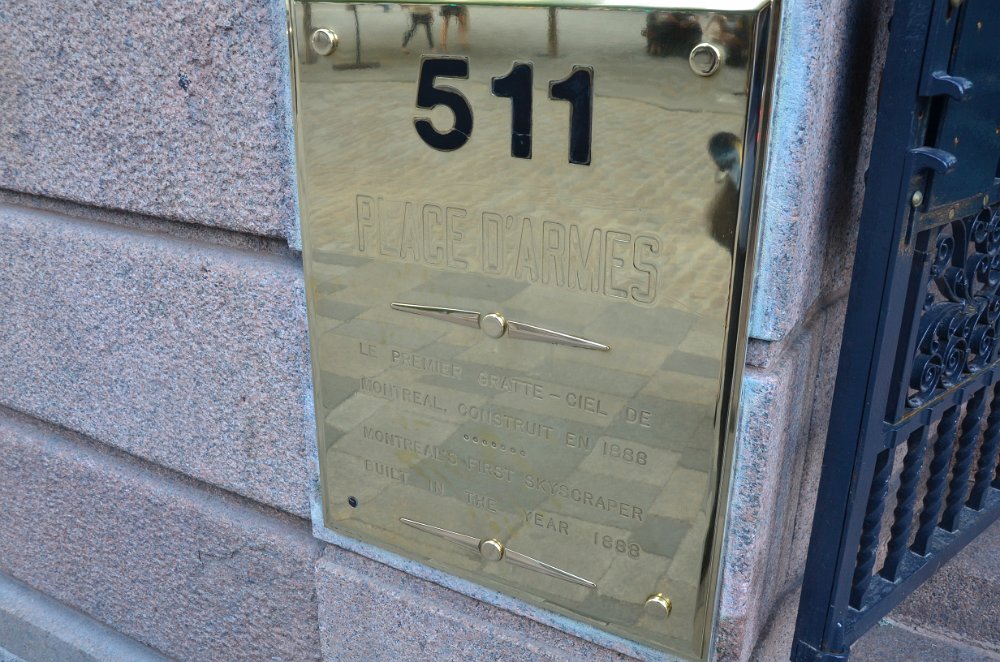 511
PLACE D'ARMES
LE PREMIER GRATTE-CIEL DE
MONTREAL, CONSTRUIT EN 1888
MONTREAL'S FIRST SKYSCRAPER
BUILT IN THE YEAR 1888